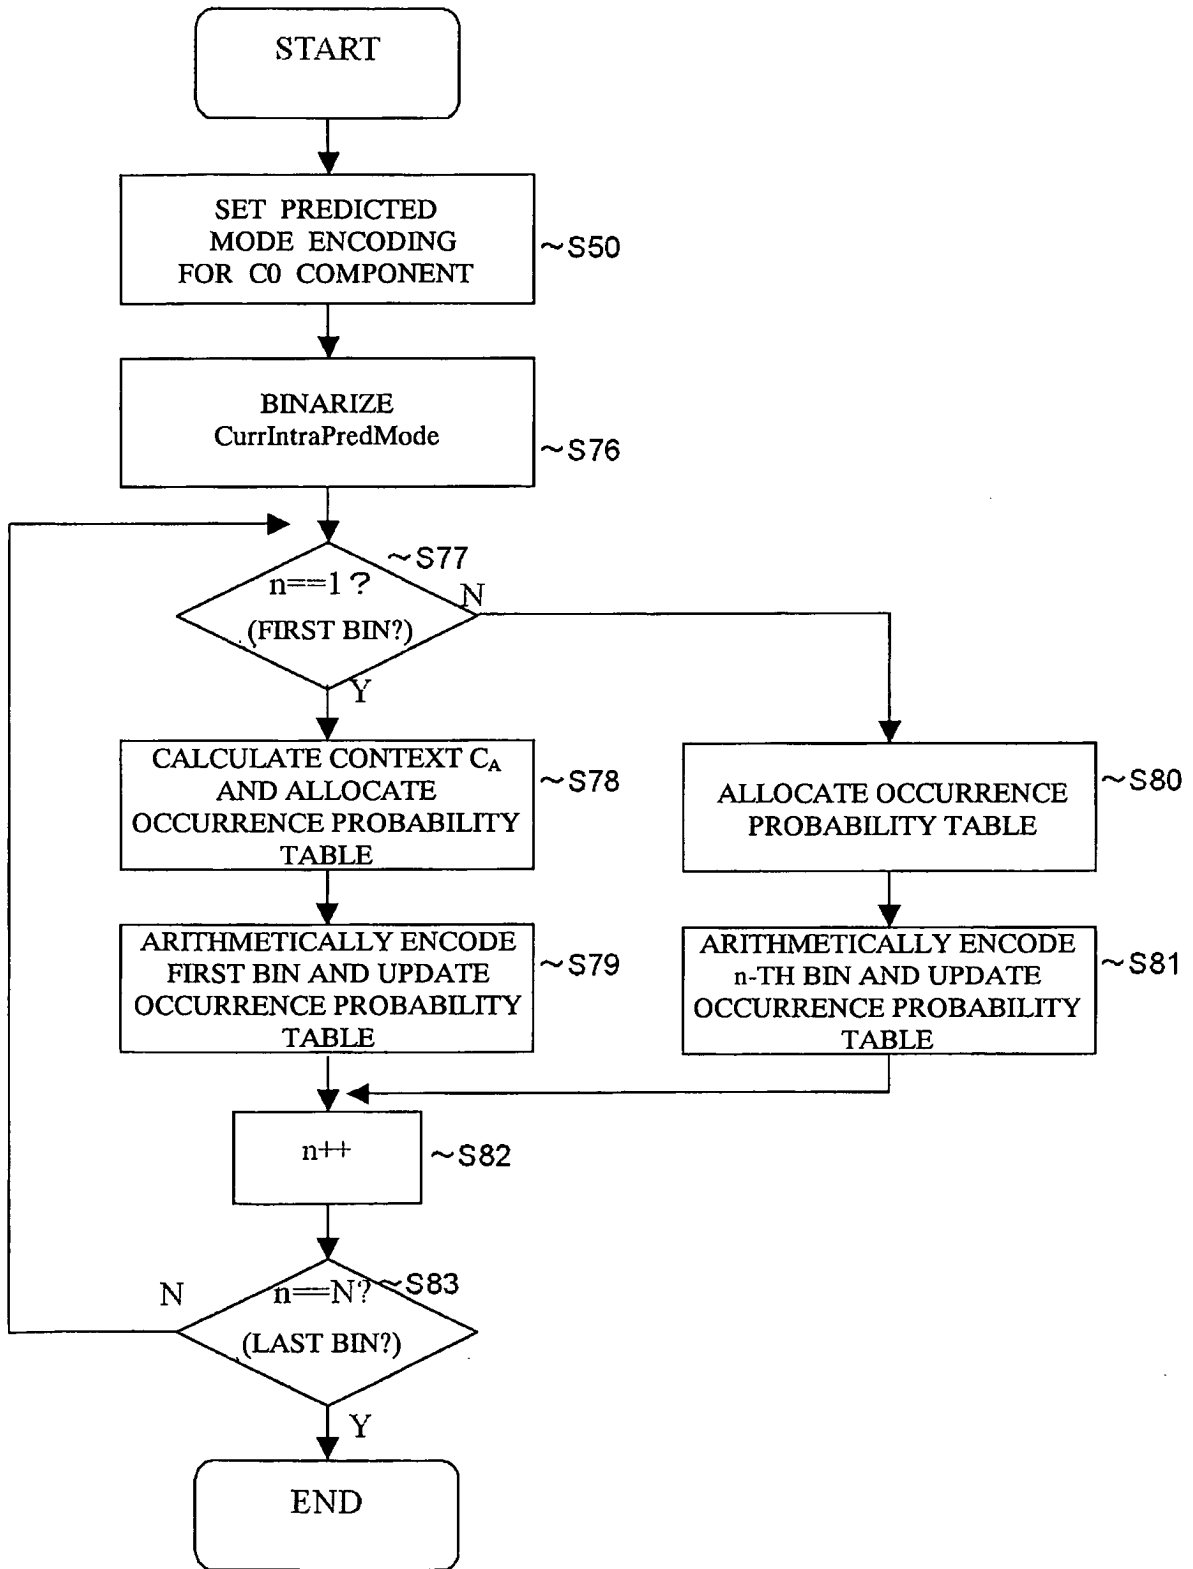 START
SET PREDICTED
MODE ENCODING
FOR C0 COMPONENT
~S50
BINARIZE
CurrIntraPredMode
~S76
~S77
n==1?
(FIRST BIN?)
N
Y
CALCULATE CONTEXT CA
AND ALLOCATE
OCCURRENCE PROBABILITY
TABLE
~S78
ALLOCATE OCCURRENCE
PROBABILITY TABLE
~S80
ARITHMETICALLY ENCODE
FIRST BIN AND UPDATE
OCCURRENCE PROBABILITY
TABLE
~S79
ARITHMETICALLY ENCODE
n-TH BIN AND UPDATE
OCCURRENCE PROBABILITY
TABLE
~S81
n++
~S82
N
n==N?
~S83
(LAST BIN?)
Y
END